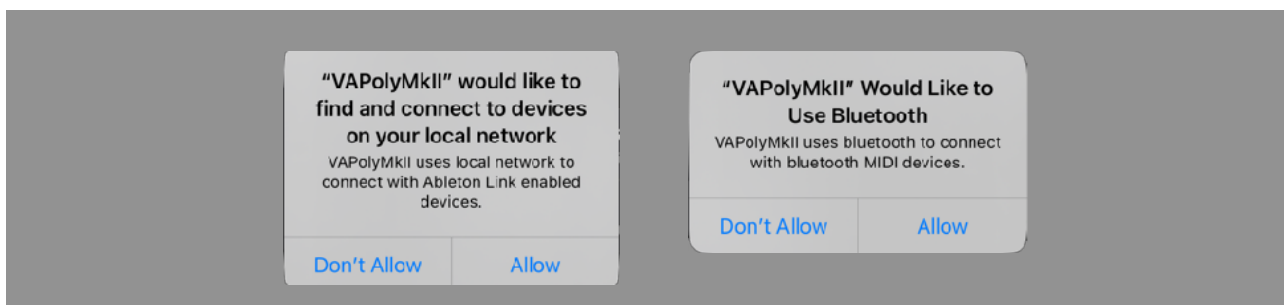 “VAPolyMkII” would like to
find and connect to devices
on your local network
VAPolyMkII uses local network to
connect with Ableton Link enabled
devices.
Don’t Allow
Allow
“VAPolyMkII” Would Like to
Use Bluetooth
VAPolyMkII uses bluetooth to connect
with bluetooth MIDI devices.
Don’t Allow
Allow